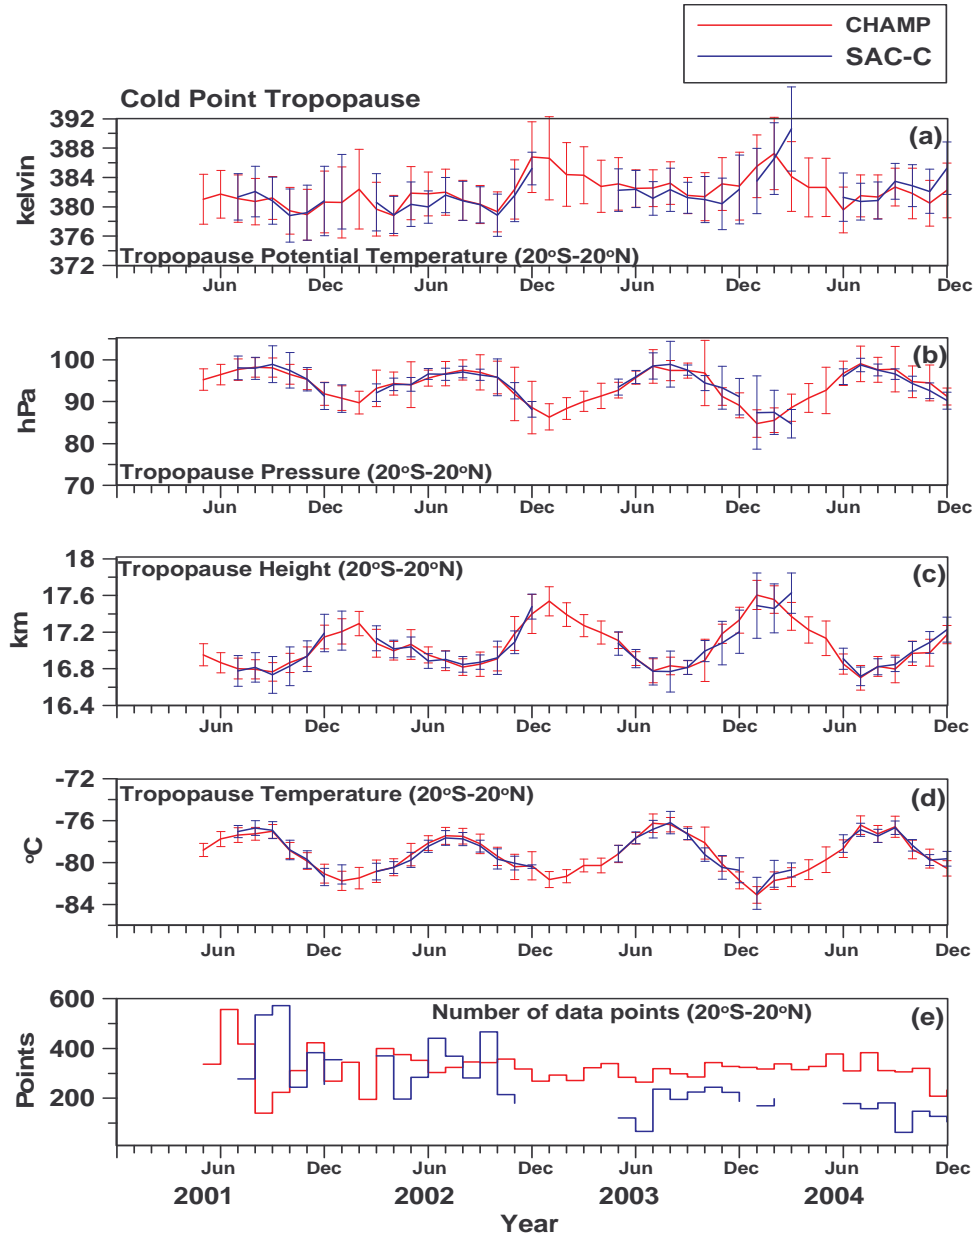 CHAMP
SAC-C
Cold Point Tropopause
(a)
392
388
384
380
376
372
kelvin
Tropopause Potential Temperature (20°S-20°N)
Jun Dec Jun Dec Jun Dec Jun Dec
(b)
100
90
80
70
hPa
Tropopause Pressure (20°S-20°N)
Jun Dec Jun Dec Jun Dec Jun Dec
Tropopause Height (20°S-20°N)
(c)
18
17.6
17.2
16.8
16.4
km
Jun Dec Jun Dec Jun Dec Jun Dec
Tropopause Temperature (20°S-20°N)
(d)
-72
-76
-80
-84
°C
Jun Dec Jun Dec Jun Dec Jun Dec
Number of data points (20°S-20°N)
(e)
600
400
200
Points
Jun Dec Jun Dec Jun Dec Jun Dec
2001 2002 2003 2004
Year